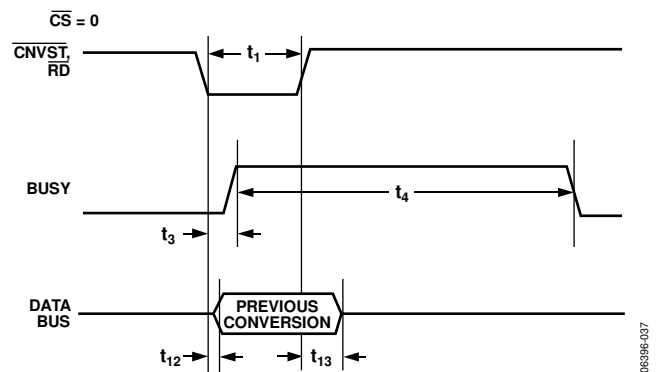 CS = 0
CNVST,
RD
t1
BUSY
t4
t3
DATA
BUS
PREVIOUS
CONVERSION
t12
t13
06396-037